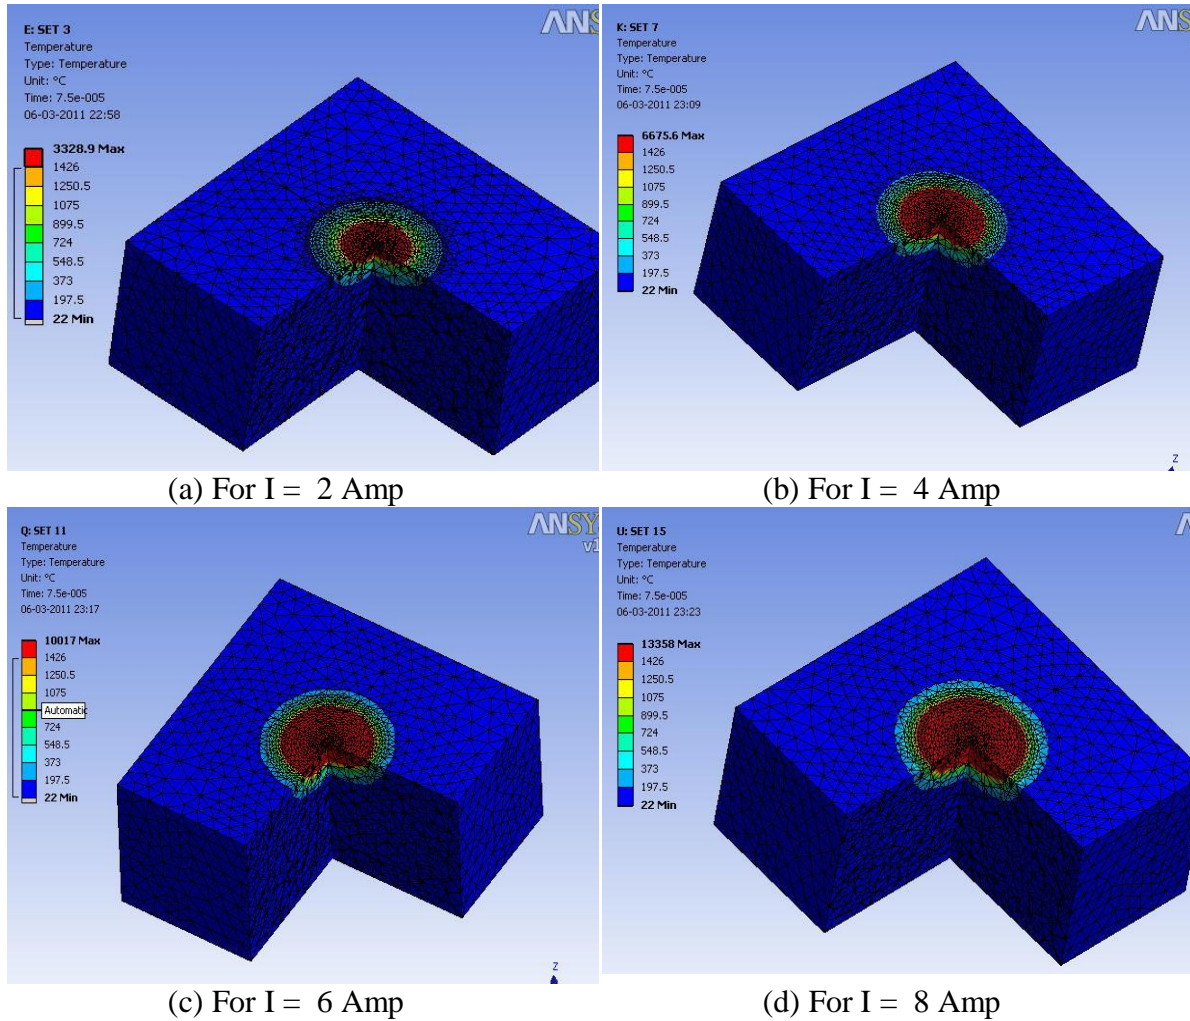 E: SET 3
Temperature
Type: Temperature
Unit: °C
Time: 7.5e-005
06-03-2011 22:58
3328.9 Max
1426
1250.5
1075
899.5
724
548.5
373
197.5
22 Min
ANS
(a) For I = 2 Amp
K: SET 7
Temperature
Type: Temperature
Unit: °C
Time: 7.5e-005
06-03-2011 23:09
6675.6 Max
1426
1250.5
1075
899.5
724
548.5
373
197.5
22 Min
ANS
Z
(b) For I = 4 Amp
Q: SET 11
Temperature
Type: Temperature
Unit: °C
Time: 7.5e-005
06-03-2011 23:17
10017 Max
1426
1250.5
1075
Automatic
724
548.5
373
197.5
22 Min
ANSY
v1
Z
(c) For I = 6 Amp
U: SET 15
Temperature
Type: Temperature
Unit: °C
Time: 7.5e-005
06-03-2011 23:23
13358 Max
1426
1250.5
1075
899.5
724
548.5
373
197.5
22 Min
A
(d) For I = 8 Amp